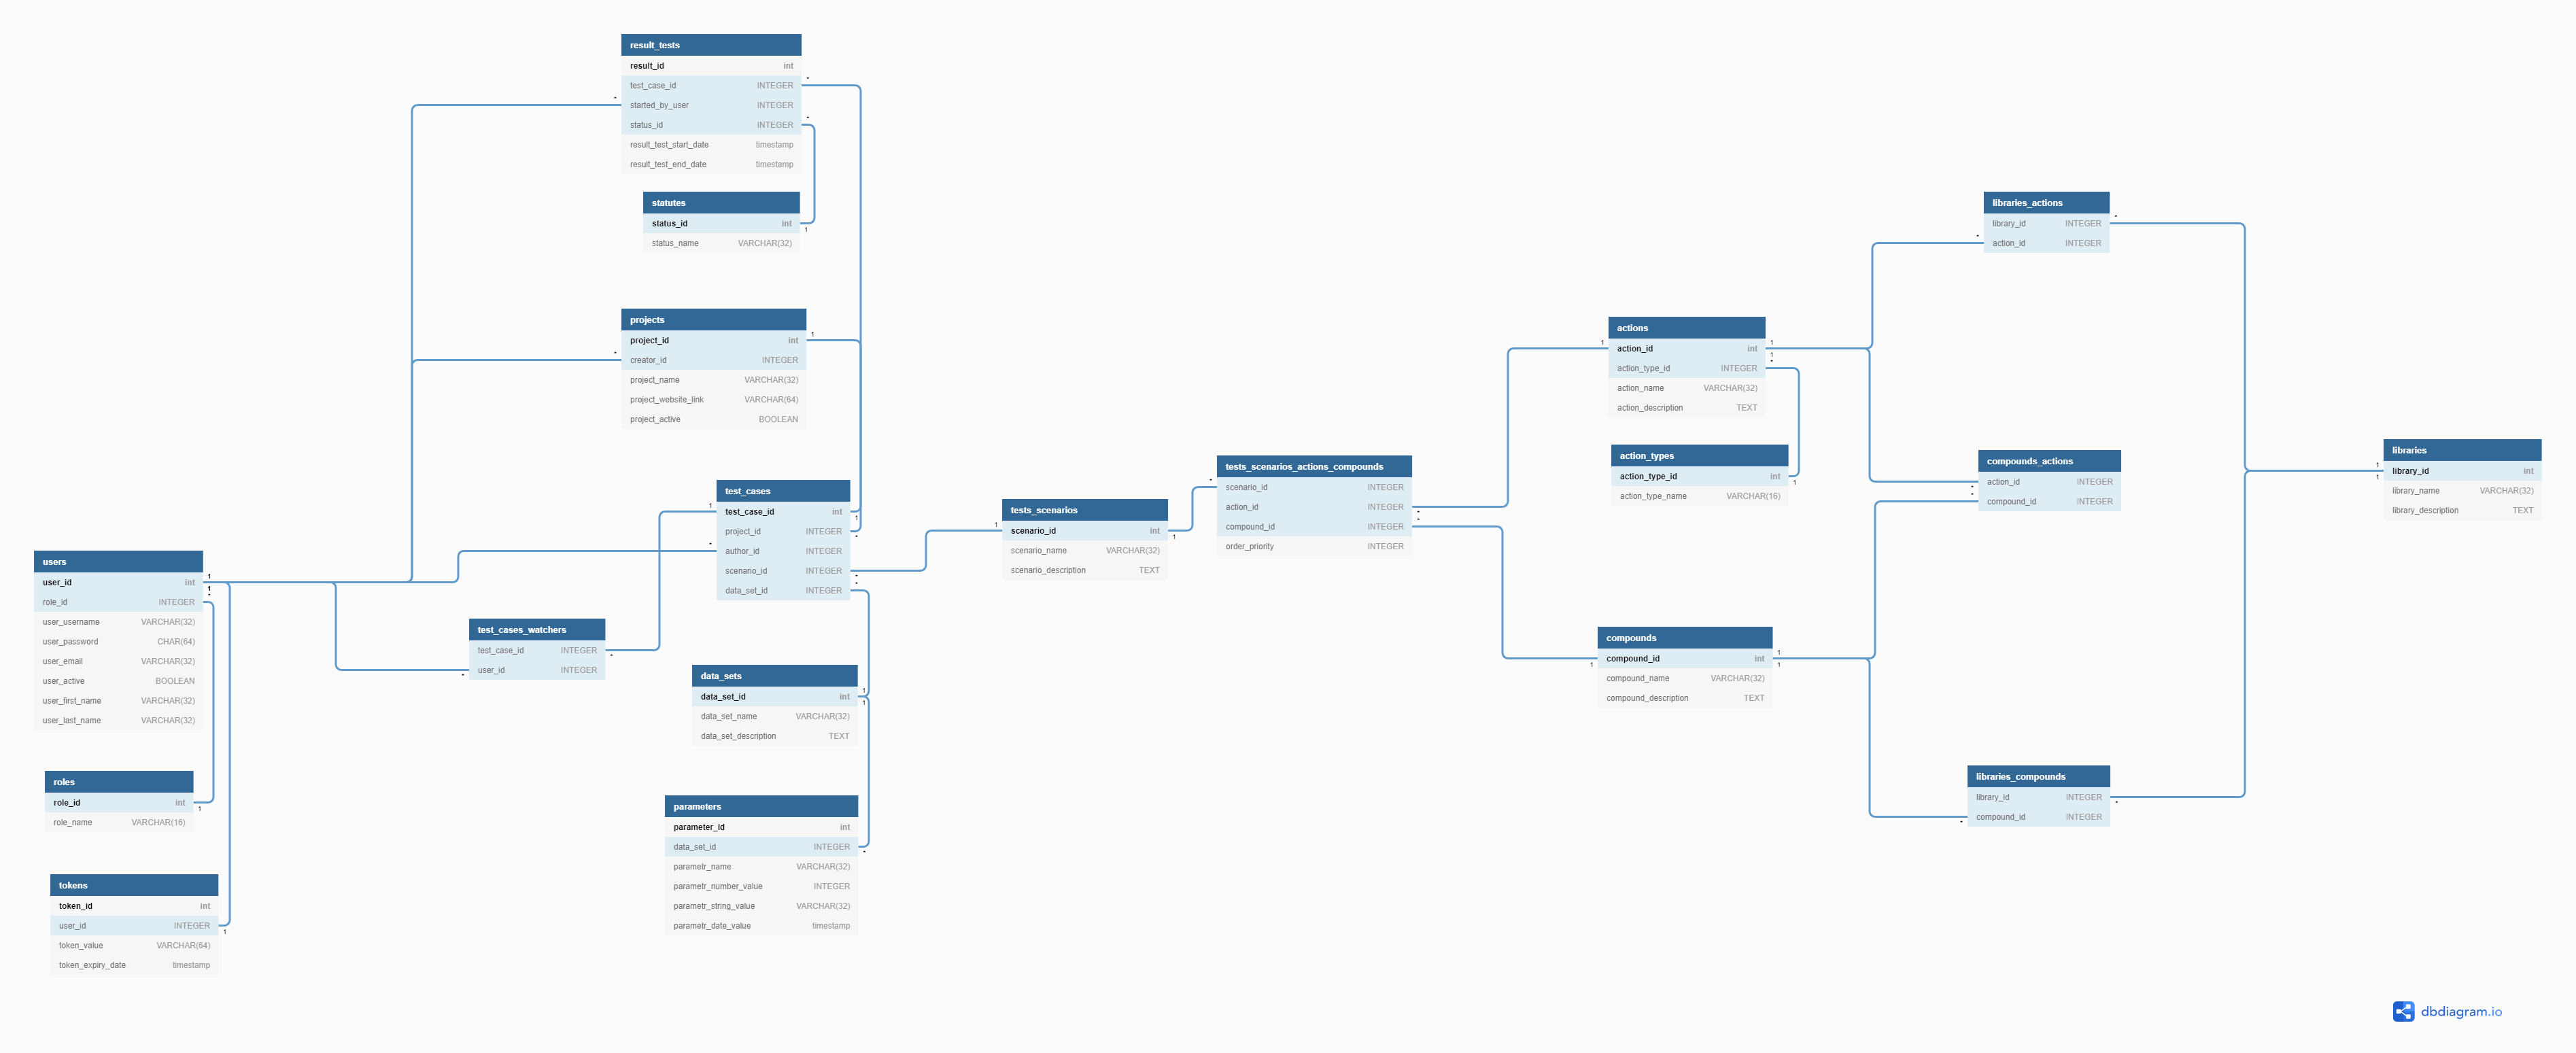 result_tests
result_id int
test_case_id INTEGER
started_by_user INTEGER
status_id INTEGER
result_test_start_date timestamp
result_test_end_date timestamp
statutes
status_id int
status_name VARCHAR(32)
projects
project_id int
creator_id INTEGER
project_name VARCHAR(32)
project_website_link VARCHAR(64)
project_active BOOLEAN
test_cases
test_case_id int
project_id INTEGER
author_id INTEGER
scenario_id INTEGER
data_set_id INTEGER
users
user_id int
role_id INTEGER
user_username VARCHAR(32)
user_password CHAR(64)
user_email VARCHAR(32)
user_active BOOLEAN
user_first_name VARCHAR(32)
user_last_name VARCHAR(32)
test_cases_watchers
test_case_id INTEGER
user_id INTEGER
data_sets
data_set_id int
data_set_name VARCHAR(32)
data_set_description TEXT
roles
role_id int
role_name VARCHAR(16)
parameters
parameter_id int
data_set_id INTEGER
parametr_name VARCHAR(32)
parametr_number_value INTEGER
parametr_string_value VARCHAR(32)
parametr_date_value timestamp
tokens
token_id int
user_id INTEGER
token_value VARCHAR(64)
token_expiry_date timestamp
tests_scenarios
scenario_id int
scenario_name VARCHAR(32)
scenario_description TEXT
tests_scenarios_actions_compounds
scenario_id INTEGER
action_id INTEGER
compound_id INTEGER
order_priority INTEGER
actions
action_id int
action_type_id INTEGER
action_name VARCHAR(32)
action_description TEXT
action_types
action_type_id int
action_type_name VARCHAR(16)
compounds
compound_id int
compound_name VARCHAR(32)
compound_description TEXT
libraries_actions
library_id INTEGER
action_id INTEGER
compounds_actions
action_id INTEGER
compound_id INTEGER
libraries_compounds
library_id INTEGER
compound_id INTEGER
libraries
library_id int
library_name VARCHAR(32)
library_description TEXT
dbdiagram.io